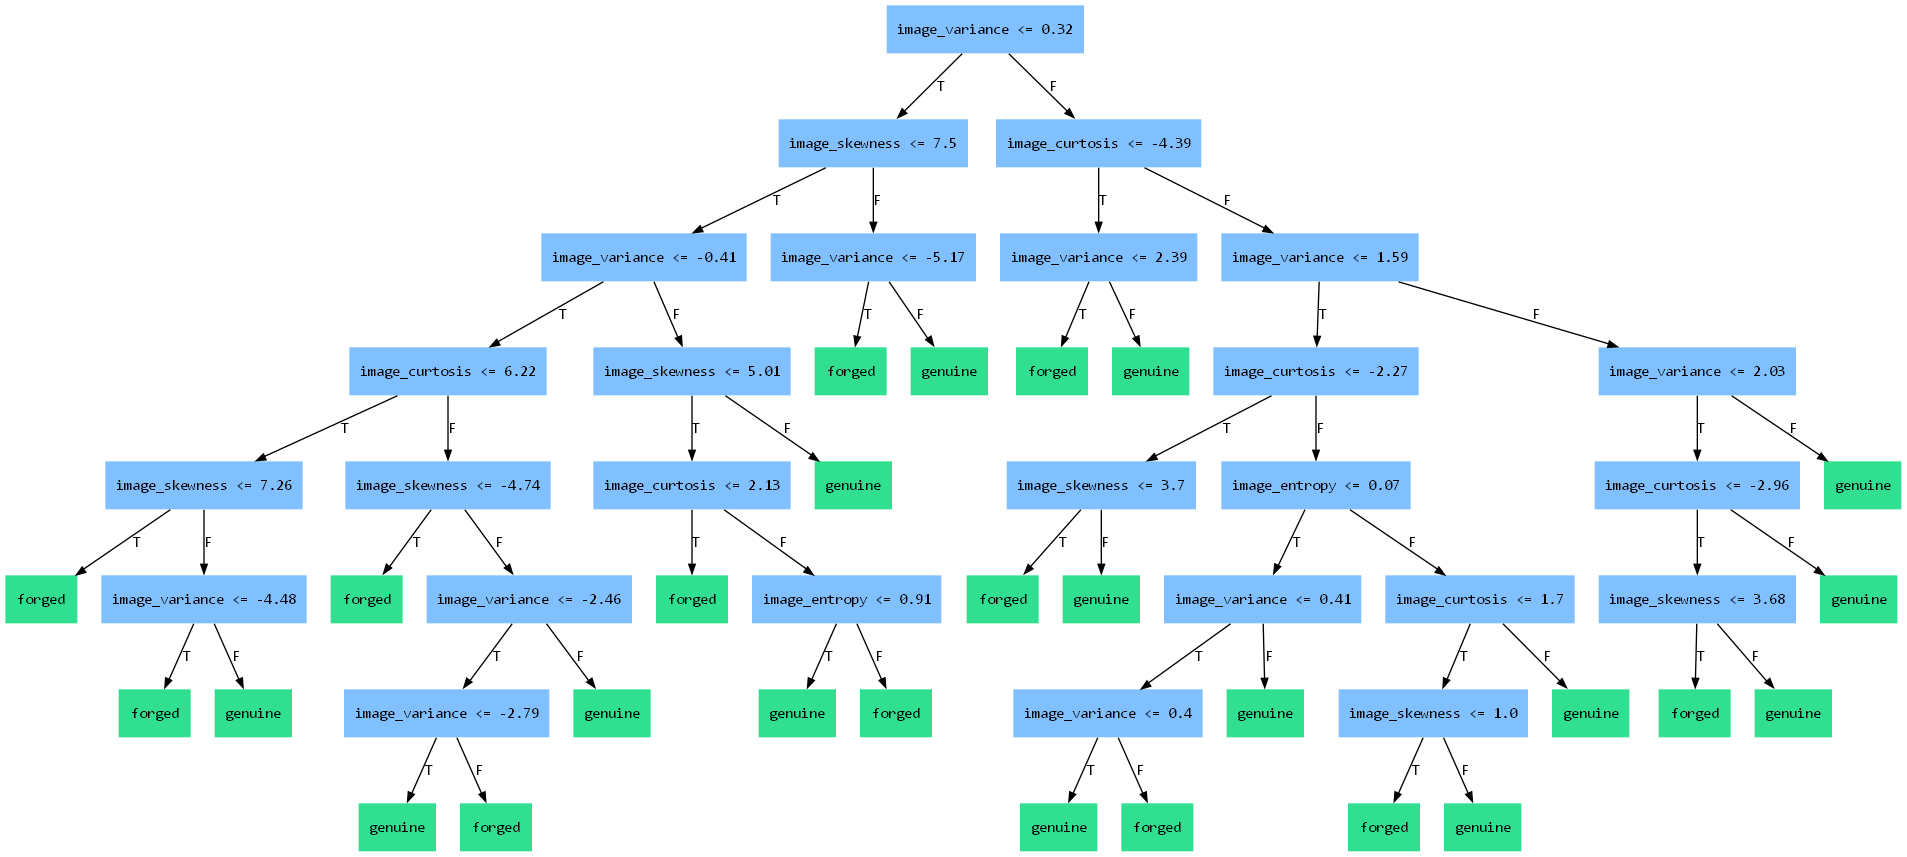 image_variance <= 0.32
T
F
image_skewness <= 7.5
image_curtosis <= -4.39
T
F
T
F
image_variance <= -0.41
image_variance <= -5.17
image_variance <= 2.39
image_variance <= 1.59
T
F
T
F
T
F
T
F
image_curtosis <= 6.22
image_skewness <= 5.01
forged
genuine
forged
genuine
image_curtosis <= -2.27
image_variance <= 2.03
T
F
T
F
T
F
T
F
image_skewness <= 7.26
image_skewness <= -4.74
image_curtosis <= 2.13
genuine
image_skewness <= 3.7
image_entropy <= 0.07
image_curtosis <= -2.96
genuine
T
F
T
F
T
F
T
F
T
F
T
F
forged
image_variance <= -4.48
forged
image_variance <= -2.46
forged
image_entropy <= 0.91
forged
genuine
image_variance <= 0.41
image_curtosis <= 1.7
image_skewness <= 3.68
genuine
T
F
T
F
T
F
T
F
T
F
T
F
forged
genuine
image_variance <= -2.79
genuine
genuine
forged
image_variance <= 0.4
genuine
image_skewness <= 1.0
genuine
forged
genuine
T
F
T
F
T
F
genuine
forged
genuine
forged
forged
genuine